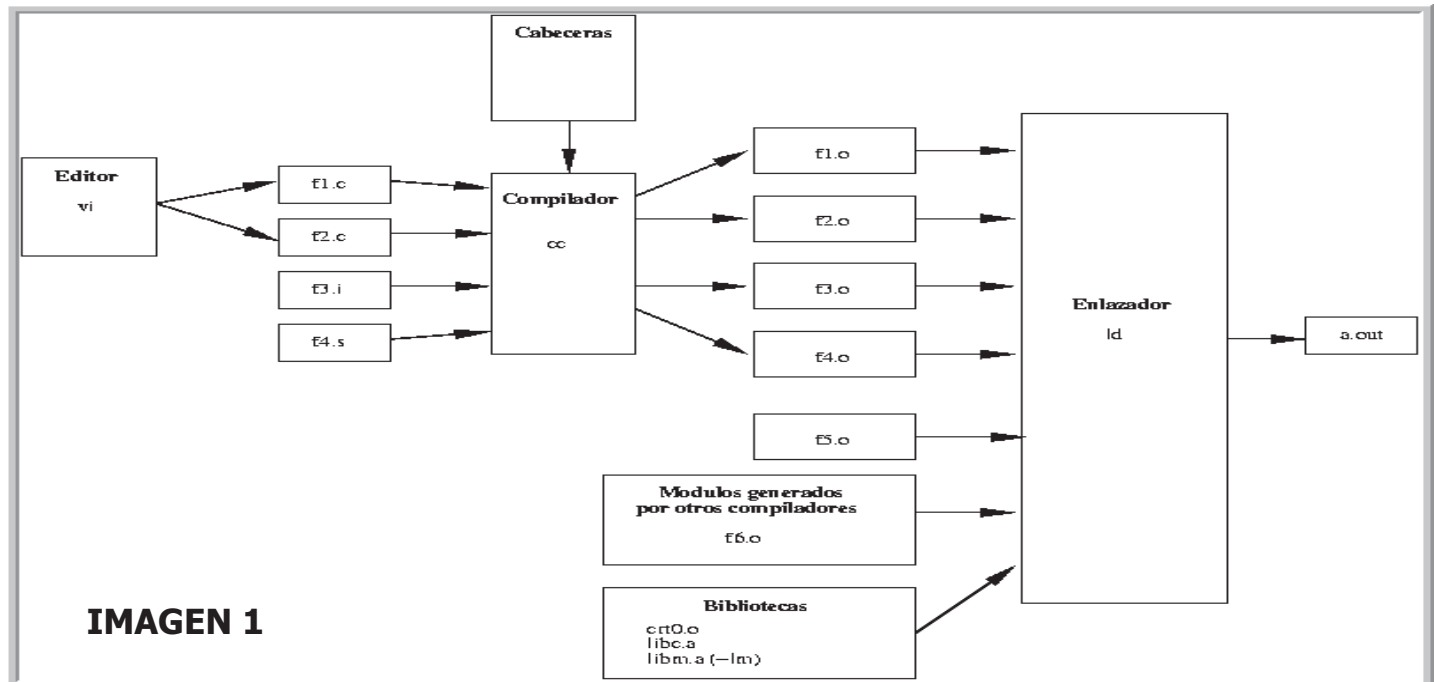 Cabeceras
Editor
vi
f1.c
f2.c
f3.i
f4.s
Compilador
cc
f1.o
f2.o
f3.o
f4.o
f5.o
Modulos generados
por otros compiladores
f6.o
Bibliotecas
crt0.o
libc.a
libm.a (-lm)
Enlazador
ld
a.out
IMAGEN 1